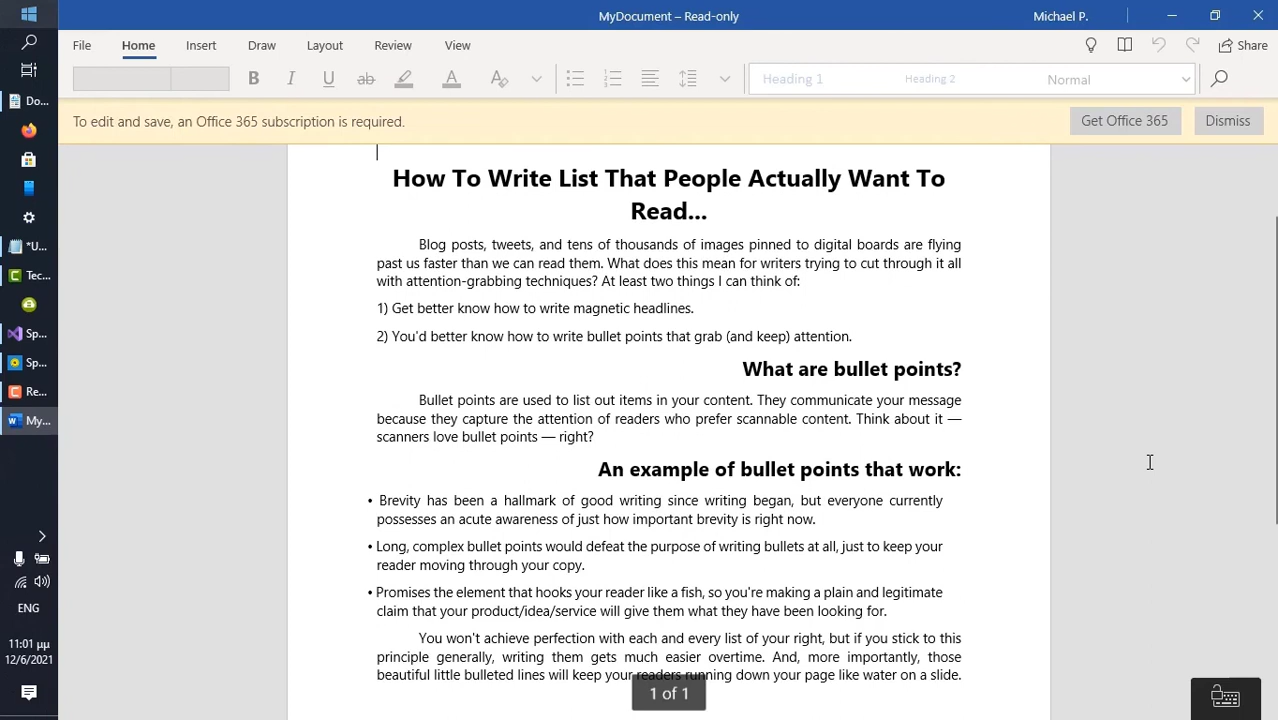 MyDocument – Read-only
Michael P.
File Home Insert Draw Layout Review View
Share
B I U ab A A
Heading 1 Heading 2 Normal
To edit and save, an Office 365 subscription is required.
Get Office 365 Dismiss
How To Write List That People Actually Want To
Read...
Blog posts, tweets, and tens of thousands of images pinned to digital boards are flying
past us faster than we can read them. What does this mean for writers trying to cut through it all
with attention-grabbing techniques? At least two things I can think of:
1) Get better know how to write magnetic headlines.
2) You'd better know how to write bullet points that grab (and keep) attention.
What are bullet points?
Bullet points are used to list out items in your content. They communicate your message
because they capture the attention of readers who prefer scannable content. Think about it —
scanners love bullet points — right?
An example of bullet points that work:
• Brevity has been a hallmark of good writing since writing began, but everyone currently
possesses an acute awareness of just how important brevity is right now.
• Long, complex bullet points would defeat the purpose of writing bullets at all, just to keep your
reader moving through your copy.
• Promises the element that hooks your reader like a fish, so you're making a plain and legitimate
claim that your product/idea/service will give them what they have been looking for.
You won't achieve perfection with each and every list of your right, but if you stick to this
principle generally, writing them gets much easier overtime. And, more importantly, those
beautiful little bulleted lines will keep your readers running down your page like water on a slide.
1 of 1
Do...
*U...
Tec...
Sp...
Sp...
Re...
My...
ENG
11:01 μμ
12/6/2021